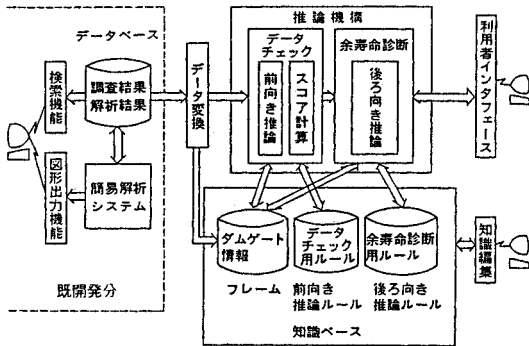 推論機構
データベース
データ
チェック
余寿命診断
検索機能
調査結果
解析結果
データ変換
前向き推論
スコア計算
後ろ向き推論
利用者インタフェース
図形出力機能
簡易解析
システム
ダムゲート
情報
データ
チェック
用ルール
余寿命診断
用ルール
知識編集
フレーム
前向き
推論ルール
後ろ向き
推論ルール
既開発分
知識ベース